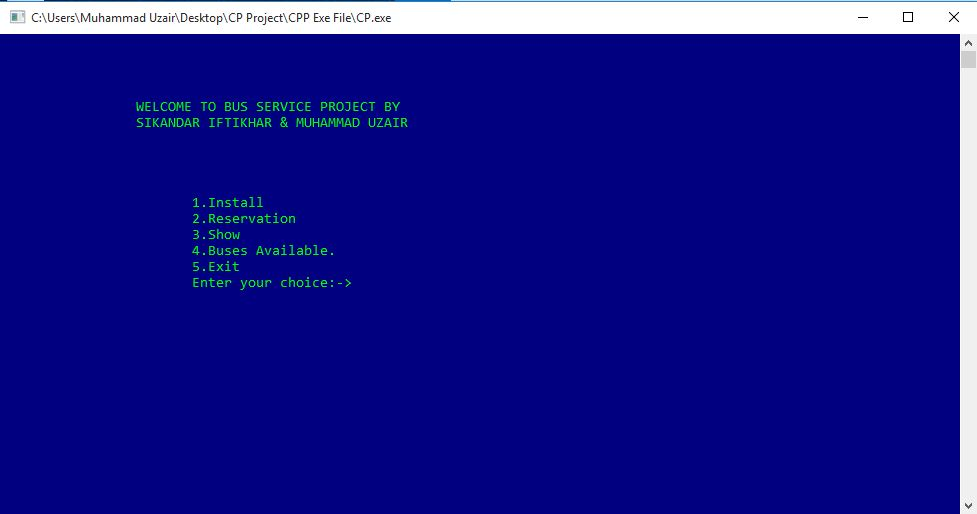 C:\Users\Muhammad Uzair\Desktop\CP Project\CPP Exe File\CP.exe
WELCOME TO BUS SERVICE PROJECT BY
SIKANDAR IFTIKHAR & MUHAMMAD UZAIR
1.Install
2.Reservation
3.Show
4.Buses Available.
5.Exit
Enter your choice:->